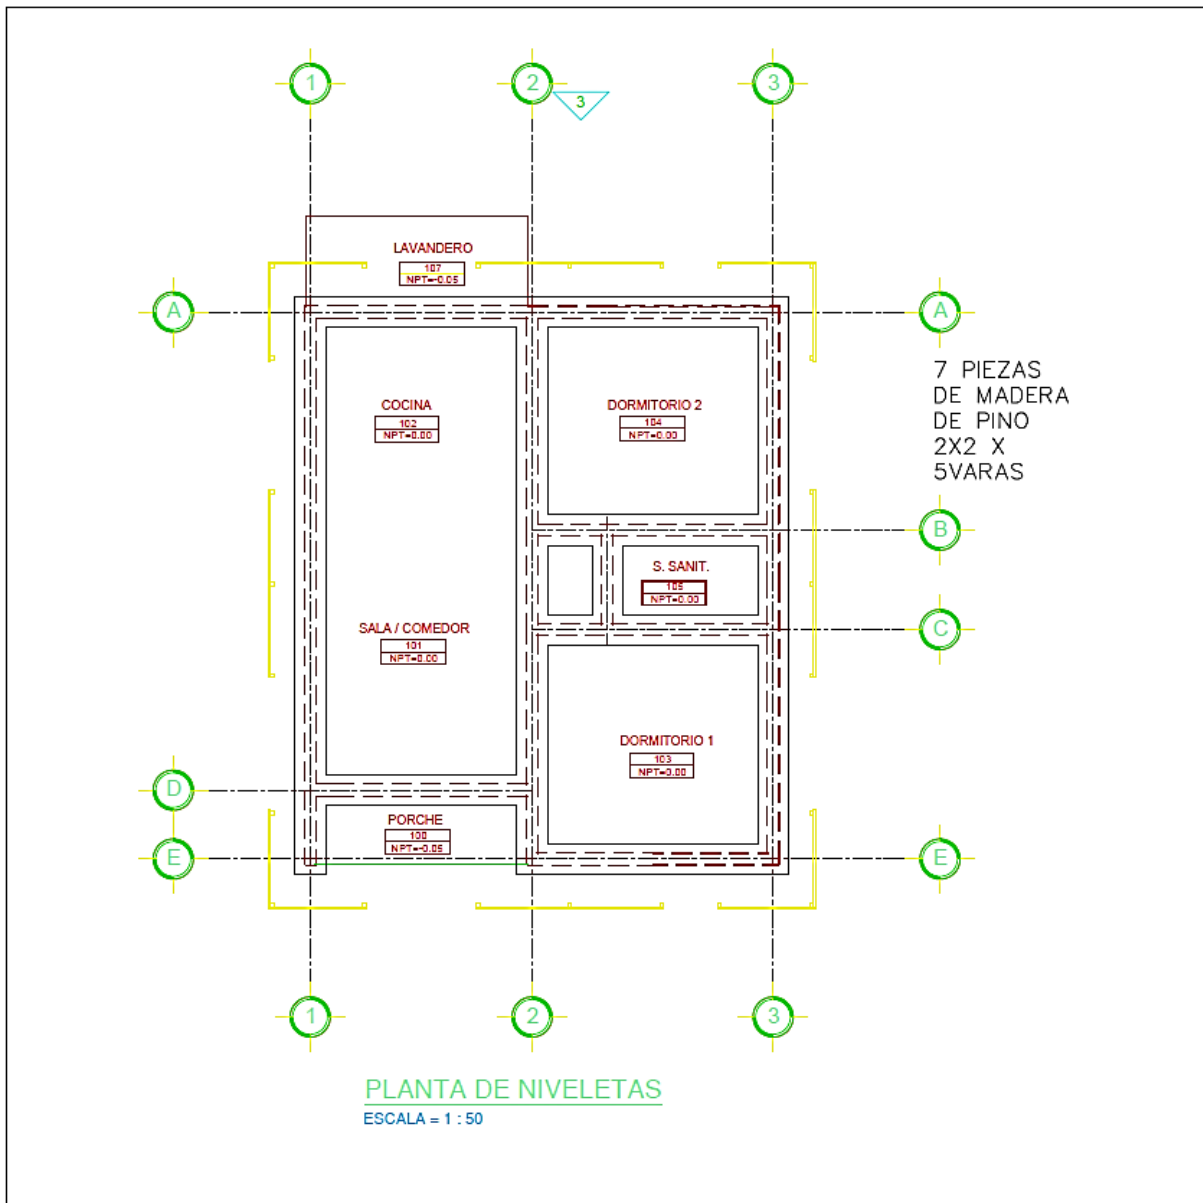 1
2
3
3
LAVANDERO
107
NPT=-0.05
A
A
7 PIEZAS
DE MADERA
DE PINO
2X2 X
5VARAS
COCINA
102
NPT=0.00
DORMITORIO 2
104
NPT=0.00
B
S. SANIT.
105
NPT=0.00
C
SALA / COMEDOR
101
NPT=0.00
DORMITORIO 1
103
NPT=0.00
D
PORCHE
100
NPT=-0.05
E
E
1
2
3
PLANTA DE NIVELETAS
ESCALA = 1 : 50